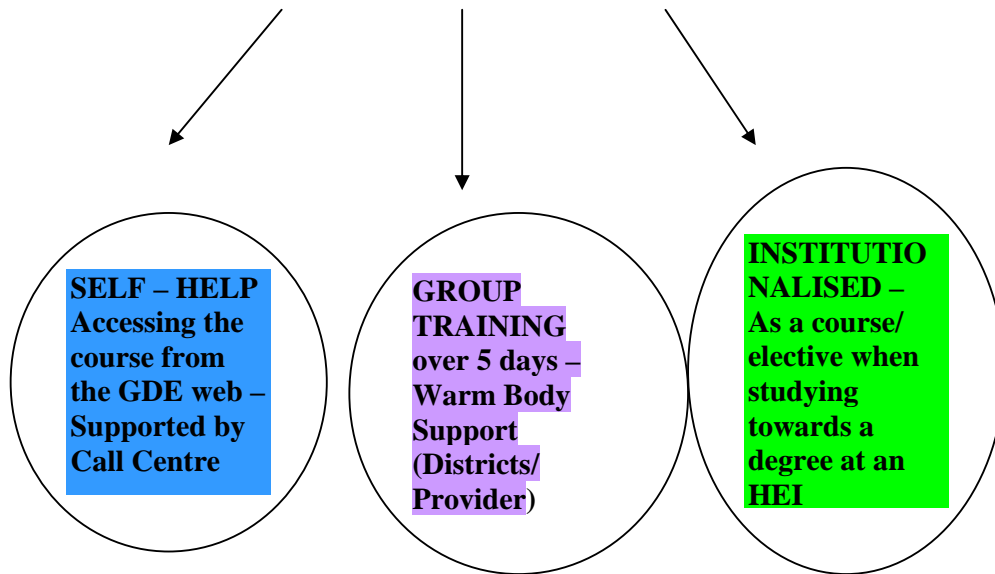 SELF – HELP
Accessing the
course from
the GDE web –
Supported by
Call Centre
GROUP
TRAINING
over 5 days –
Warm Body
Support
(Districts/
Provider)
INSTITUTIO
NALISED –
As a course/
elective when
studying
towards a
degree at an
HEI